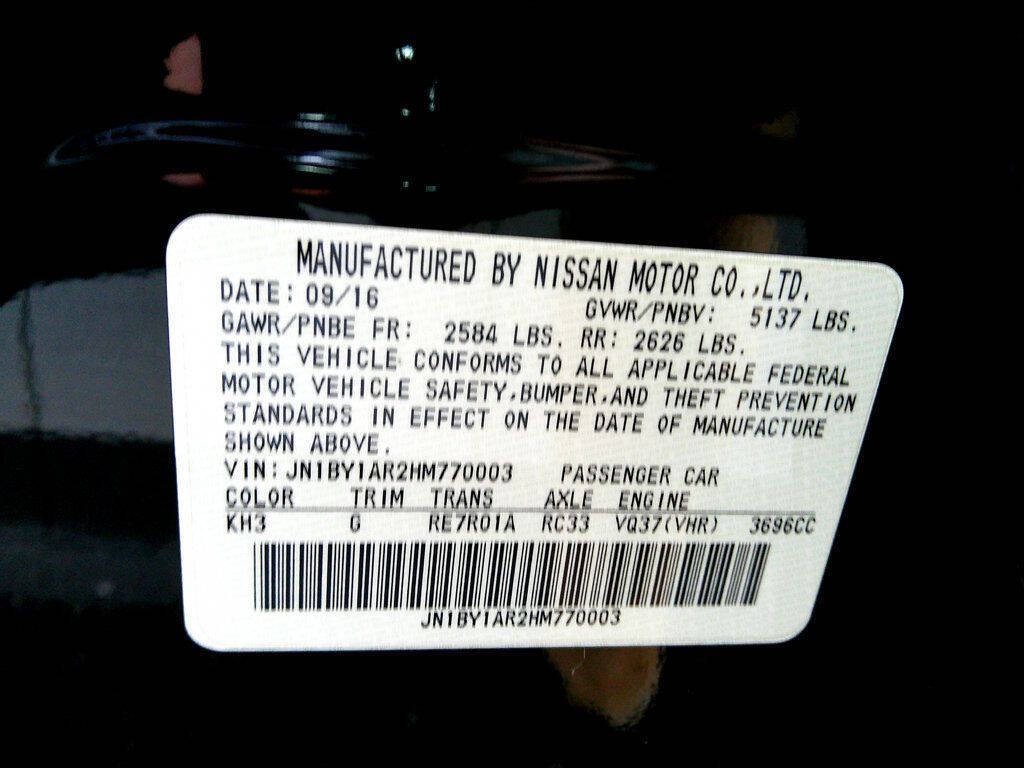 MANUFACTURED BY NISSAN MOTOR CO.,LTD.
DATE: 09/16 GVWR/PNBV: 5137 LBS.
GAWR/PNBE FR: 2584 LBS. RR: 2626 LBS.
THIS VEHICLE CONFORMS TO ALL APPLICABLE FEDERAL
MOTOR VEHICLE SAFETY,BUMPER,AND THEFT PREVENTION
STANDARDS IN EFFECT ON THE DATE OF MANUFACTURE
SHOWN ABOVE.
VIN: JN1BY1AR2HM770003 PASSENGER CAR
COLOR TRIM TRANS AXLE ENGINE
KH3 G RE7R01A RC33 VQ37(VHR) 3696CC
JN1BY1AR2HM770003